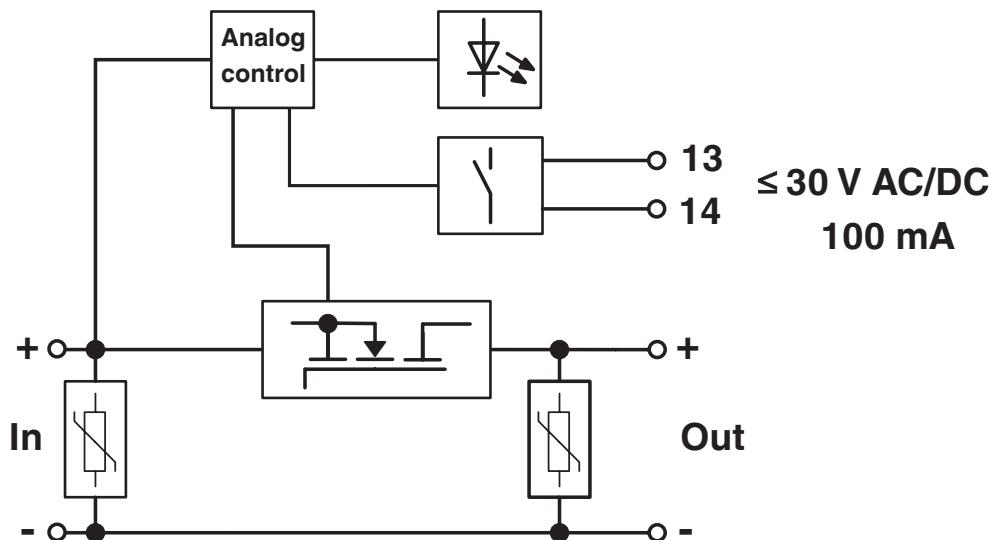 Analog
control
13
≤ 30 V AC/DC
14
100 mA
+
+
In
Out
-
-